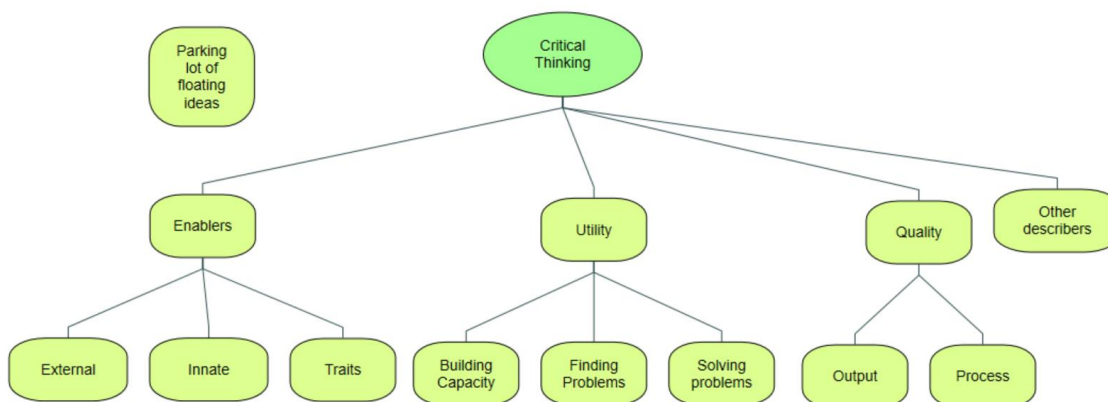 Parking
lot of
floating
ideas
Critical
Thinking
Enablers
Utility
Quality
Other
describers
External
Innate
Traits
Building
Capacity
Finding
Problems
Solving
problems
Output
Process